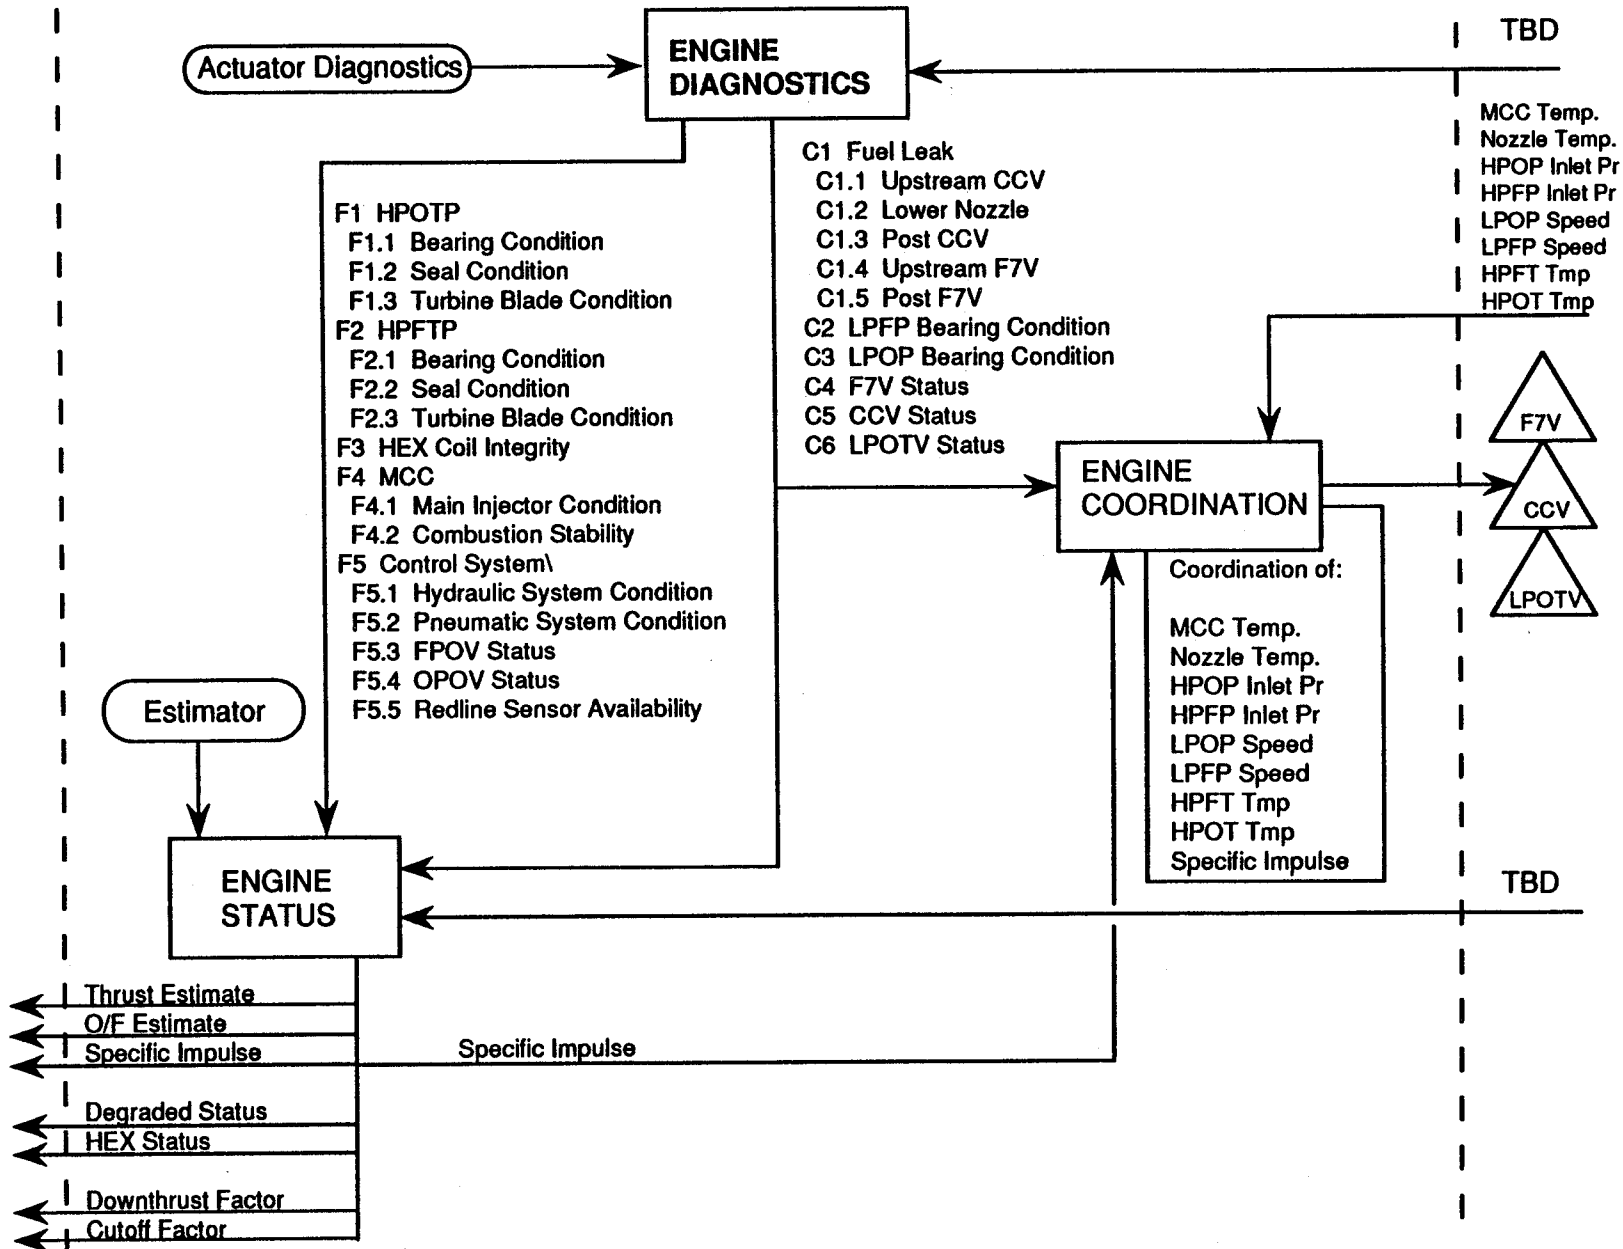 TBD
Actuator Diagnostics
ENGINE
DIAGNOSTICS
MCC Temp.
Nozzle Temp.
HPOP Inlet Pr
HPFP Inlet Pr
LPOP Speed
LPFP Speed
HPFT Tmp
HPOT Tmp
C1 Fuel Leak
C1.1 Upstream CCV
C1.2 Lower Nozzle
C1.3 Post CCV
C1.4 Upstream F7V
C1.5 Post F7V
C2 LPFP Bearing Condition
C3 LPOP Bearing Condition
C4 F7V Status
C5 CCV Status
C6 LPOTV Status
F1 HPOTP
F1.1 Bearing Condition
F1.2 Seal Condition
F1.3 Turbine Blade Condition
F2 HPFTP
F2.1 Bearing Condition
F2.2 Seal Condition
F2.3 Turbine Blade Condition
F3 HEX Coil Integrity
F4 MCC
F4.1 Main Injector Condition
F4.2 Combustion Stability
F5 Control System\
F5.1 Hydraulic System Condition
F5.2 Pneumatic System Condition
F5.3 FPOV Status
F5.4 OPOV Status
F5.5 Redline Sensor Availability
F7V
CCV
LPOTV
ENGINE
COORDINATION
Coordination of:
MCC Temp.
Nozzle Temp.
HPOP Inlet Pr
HPFP Inlet Pr
LPOP Speed
LPFP Speed
HPFT Tmp
HPOT Tmp
Specific Impulse
Estimator
ENGINE
STATUS
TBD
Thrust Estimate
O/F Estimate
Specific Impulse
Specific Impulse
Degraded Status
HEX Status
Downthrust Factor
Cutoff Factor